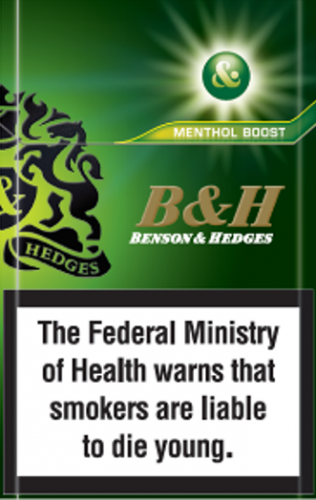 &
MENTHOL BOOST
B&H
BENSON & HEDGES
&
HEDGES
The Federal Ministry
of Health warns that
smokers are liable
to die young.